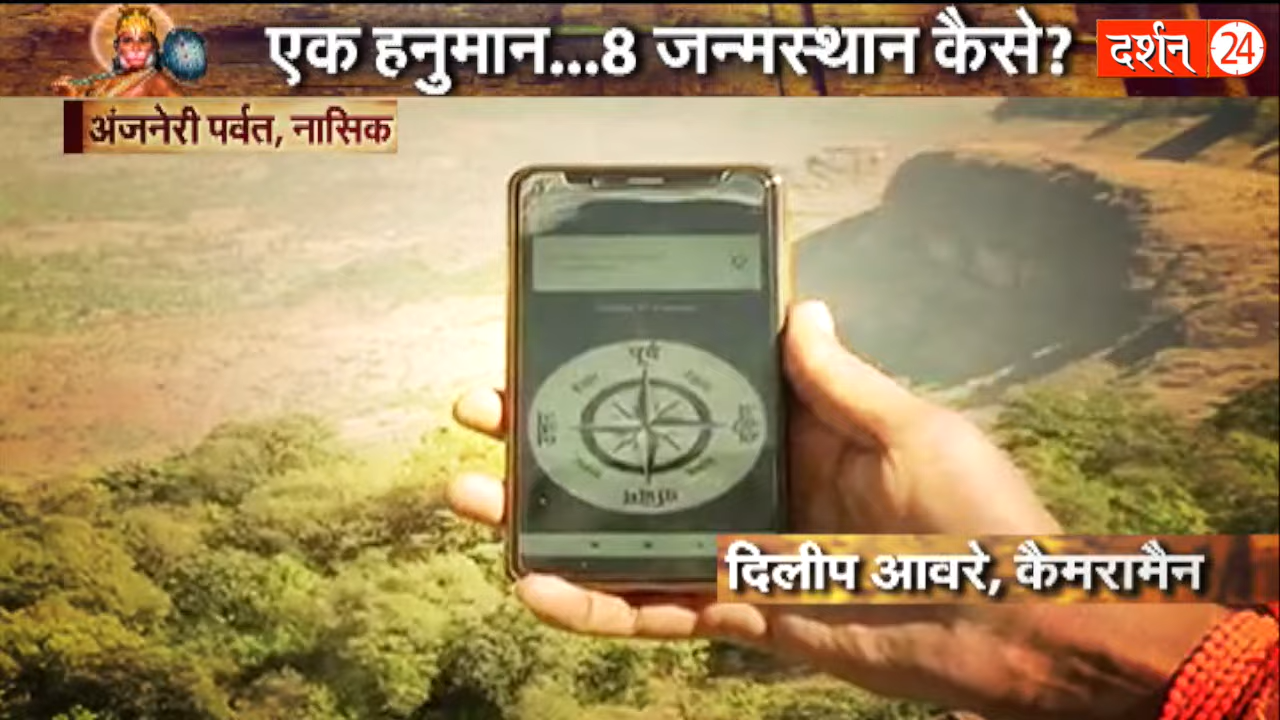 एक हनुमान...8 जन्मस्थान कैसे?
दर्शन 24
अंजनेरी पर्वत, नासिक
पूर्व
दिलीप आवरे, कैमरामैन